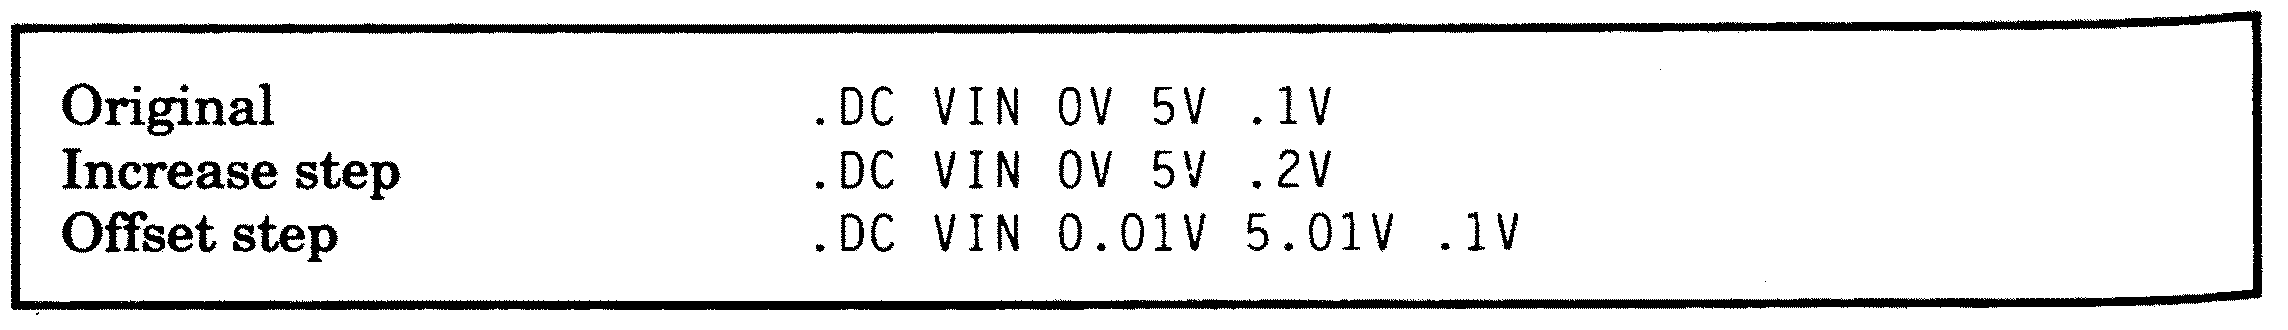 Original .DC VIN 0V 5V .1V
Increase step .DC VIN 0V 5V .2V
Offset step .DC VIN 0.01V 5.01V .1V